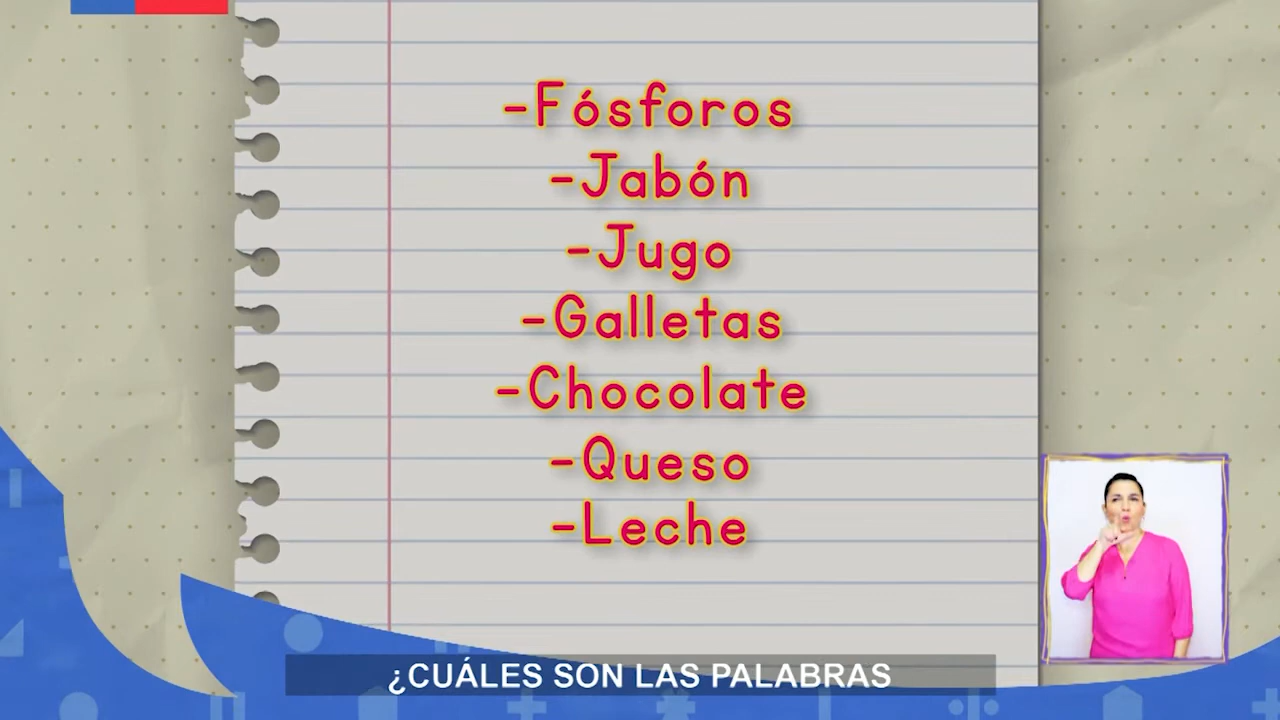 -Fósforos
-Jabón
-Jugo
-Galletas
-Chocolate
-Queso
-Leche
¿CUÁLES SON LAS PALABRAS